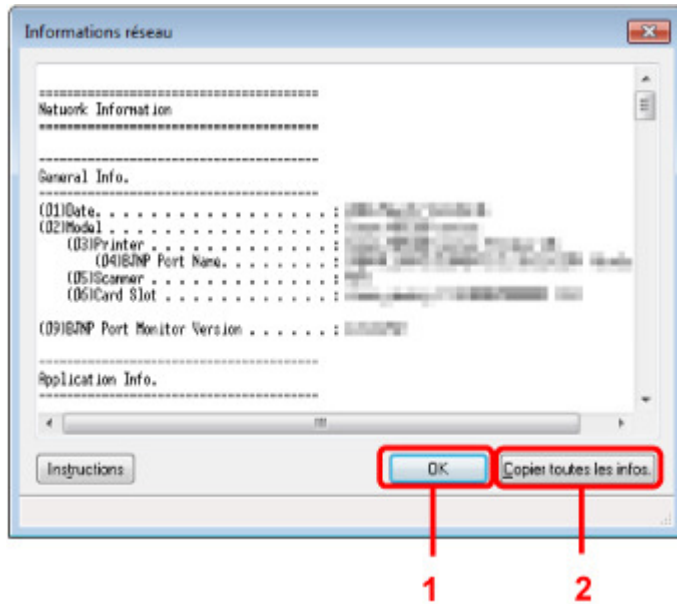 Informations réseau
========================================
Network Information
========================================
----------------------------------------
General Info.
----------------------------------------
(01)Date. . . . . . . . . . . . . . . . :
(02)Model . . . . . . . . . . . . . . . :
(03)Printer . . . . . . . . . . . . . :
(04)BJNP Port Name. . . . . . . . . :
(05)Scanner . . . . . . . . . . . . . :
(06)Card Slot . . . . . . . . . . . . :
(09)BJNP Port Monitor Version . . . . . :
----------------------------------------
Application Info.
----------------------------------------
Instructions
OK
Copier toutes les infos.
1
2